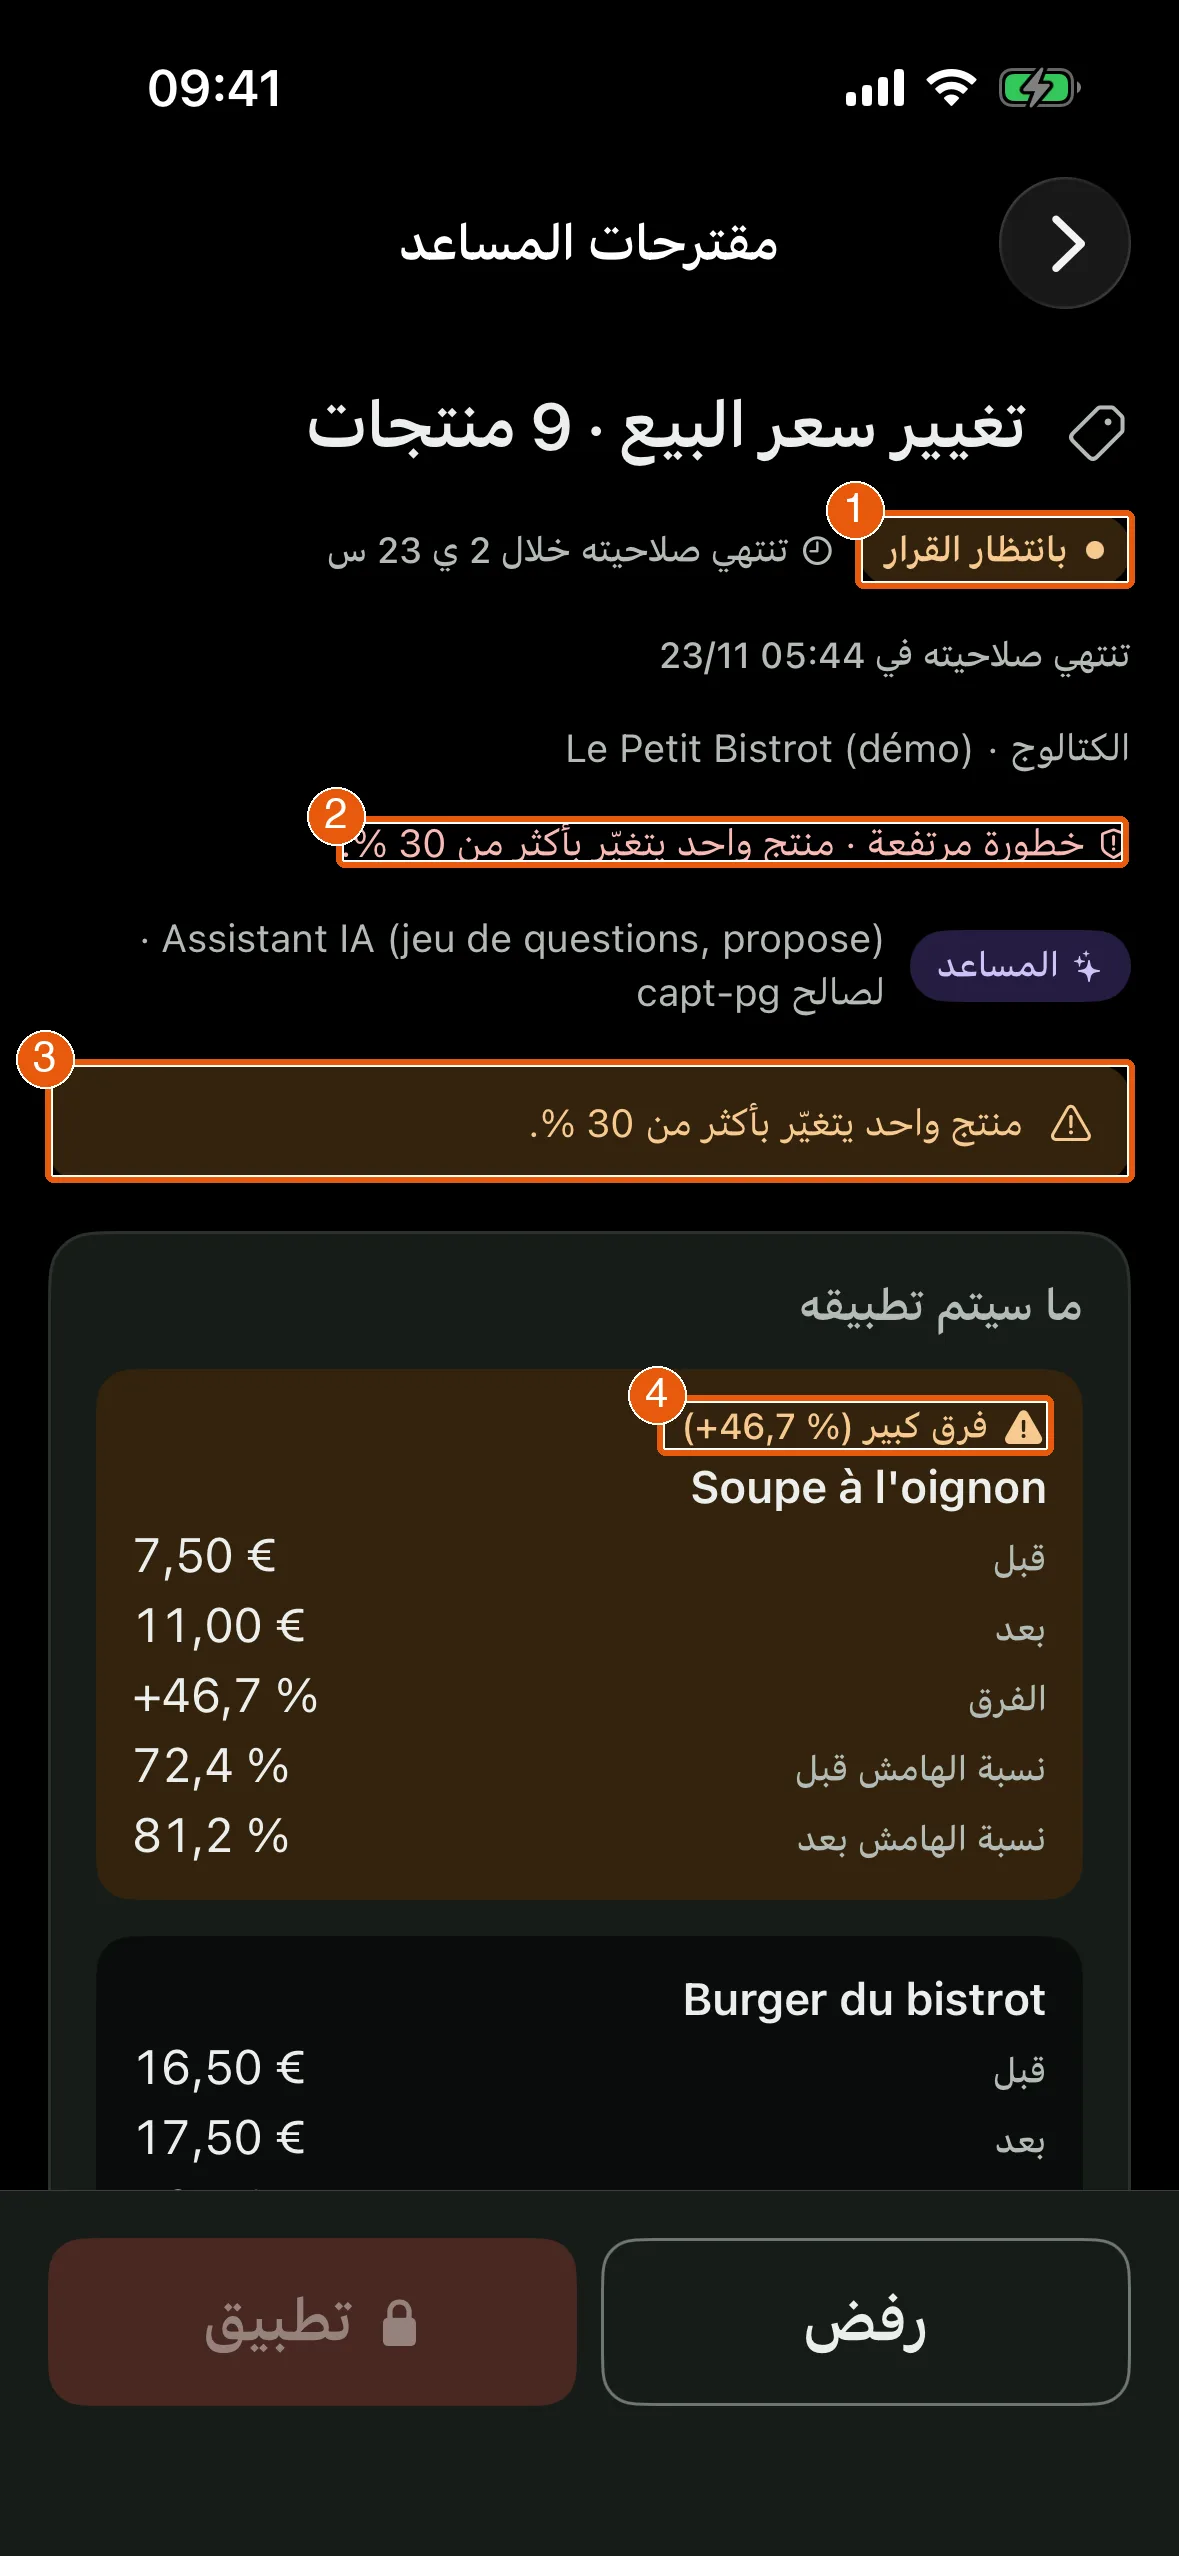 09:41
مقترحات المساعد
تغيير سعر البيع · 9 منتجات
1
بانتظار القرار
تنتهي صلاحيته خلال 2 ي 23 س
تنتهي صلاحيته في 05:44 23/11
الكتالوج · Le Petit Bistrot (démo)
2
خطورة مرتفعة · منتج واحد يتغيّر بأكثر من 30 %.
المساعد
Assistant IA (jeu de questions, propose) ·
لصالح capt-pg
3
منتج واحد يتغيّر بأكثر من 30 %.
ما سيتم تطبيقه
4
فرق كبير (+46,7 %)
Soupe à l'oignon
قبل 7,50 €
بعد 11,00 €
الفرق +46,7 %
نسبة الهامش قبل 72,4 %
نسبة الهامش بعد 81,2 %
Burger du bistrot
قبل 16,50 €
بعد 17,50 €
رفض
تطبيق